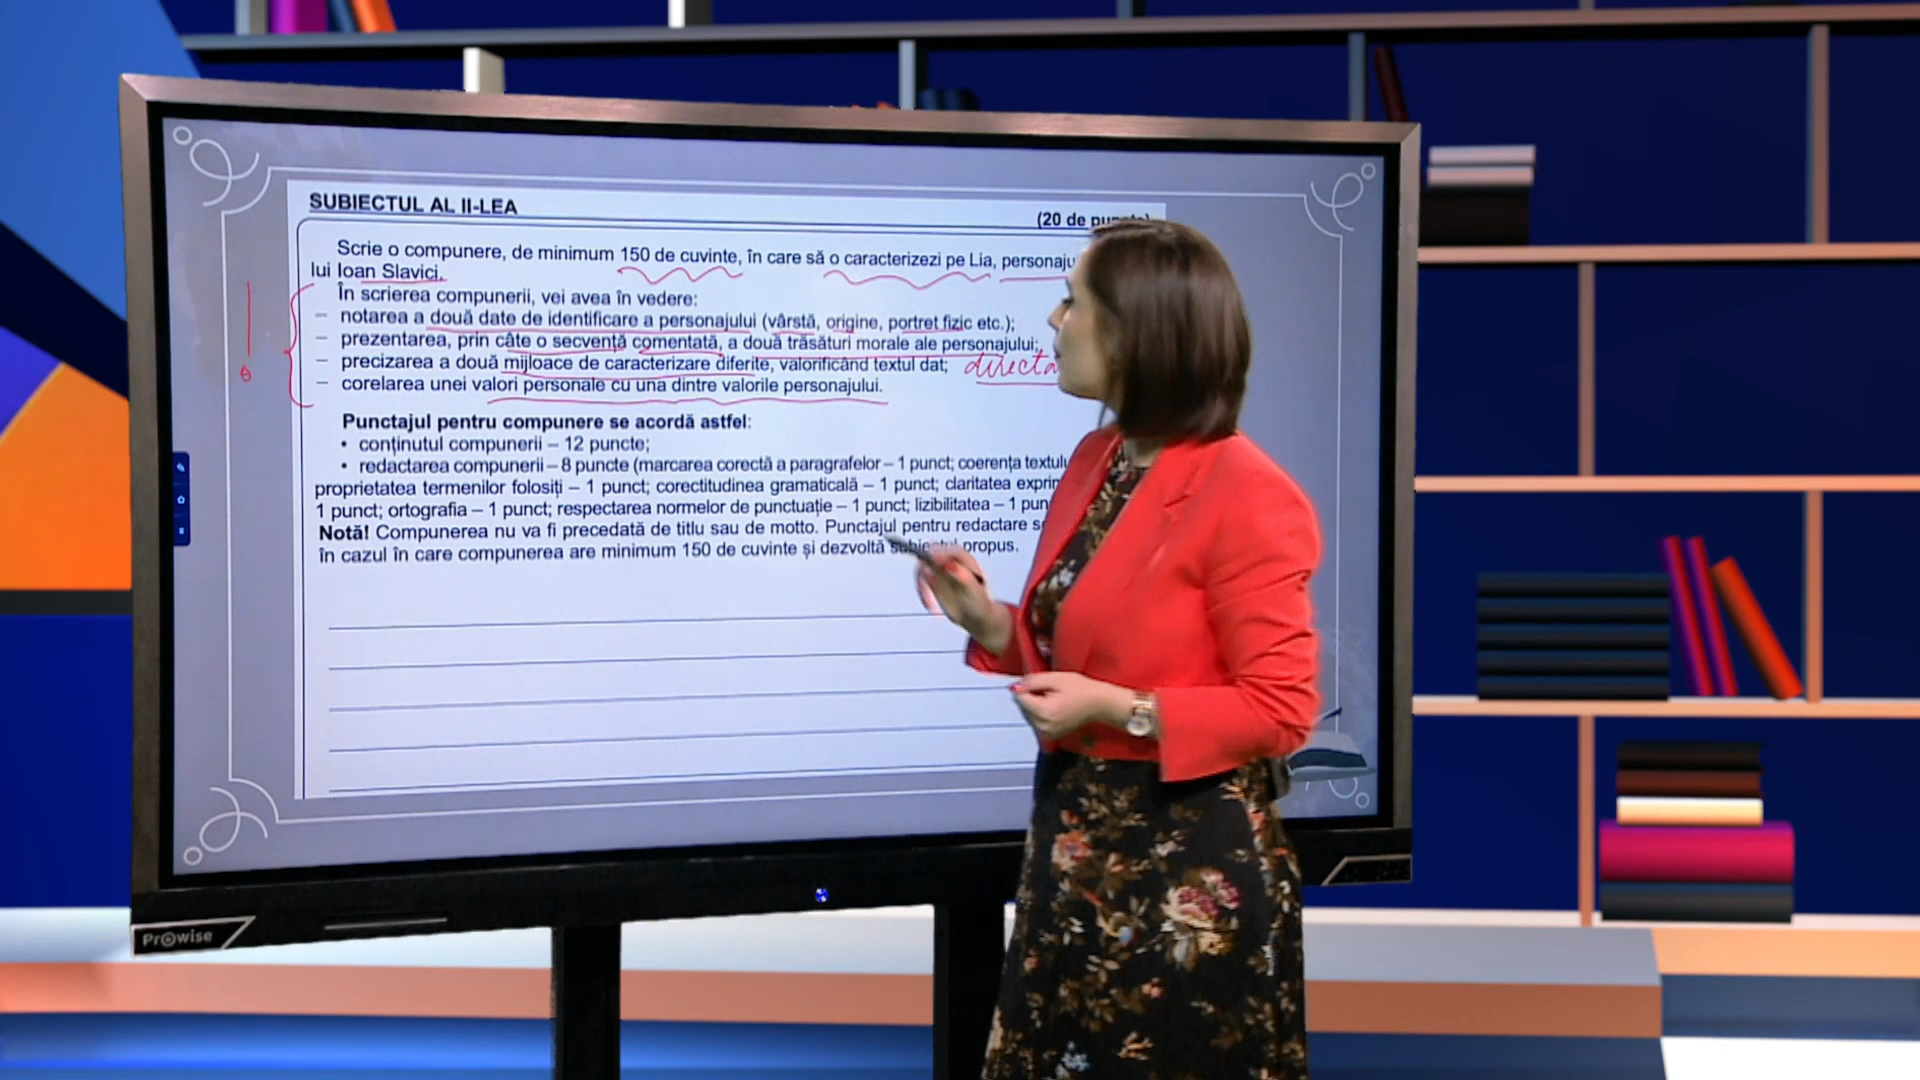 SUBIECTUL AL II-LEA
(20 de puncte)
Scrie o compunere, de minimum 150 de cuvinte, în care să o caracterizezi pe Lia,
lui Ioan Slavici.
În scrierea compunerii, vei avea în vedere:
– notarea a două date de identificare a personajului (vârstă, origine, portret fizic etc.);
– prezentarea, prin câte o secvență comentată, a două trăsături morale ale personajului;
– precizarea a două mijloace de caracterizare diferite, valorificând textul dat; directă
– corelarea unei valori personale cu una dintre valorile personajului.
Punctajul pentru compunere se acordă astfel:
• conținutul compunerii – 12 puncte;
• redactarea compunerii – 8 puncte (marcarea corectă a paragrafelor – 1 punct; coerența
proprietatea termenilor folosiți – 1 punct; corectitudinea gramaticală – 1 punct; claritatea
1 punct; ortografia – 1 punct; respectarea normelor de punctuație – 1 punct; lizibilitatea – 1
Notă! Compunerea nu va fi precedată de titlu sau de motto. Punctajul pentru redactare
în cazul în care compunerea are minimum 150 de cuvinte și dezvoltă subiectul propus.
Prowise